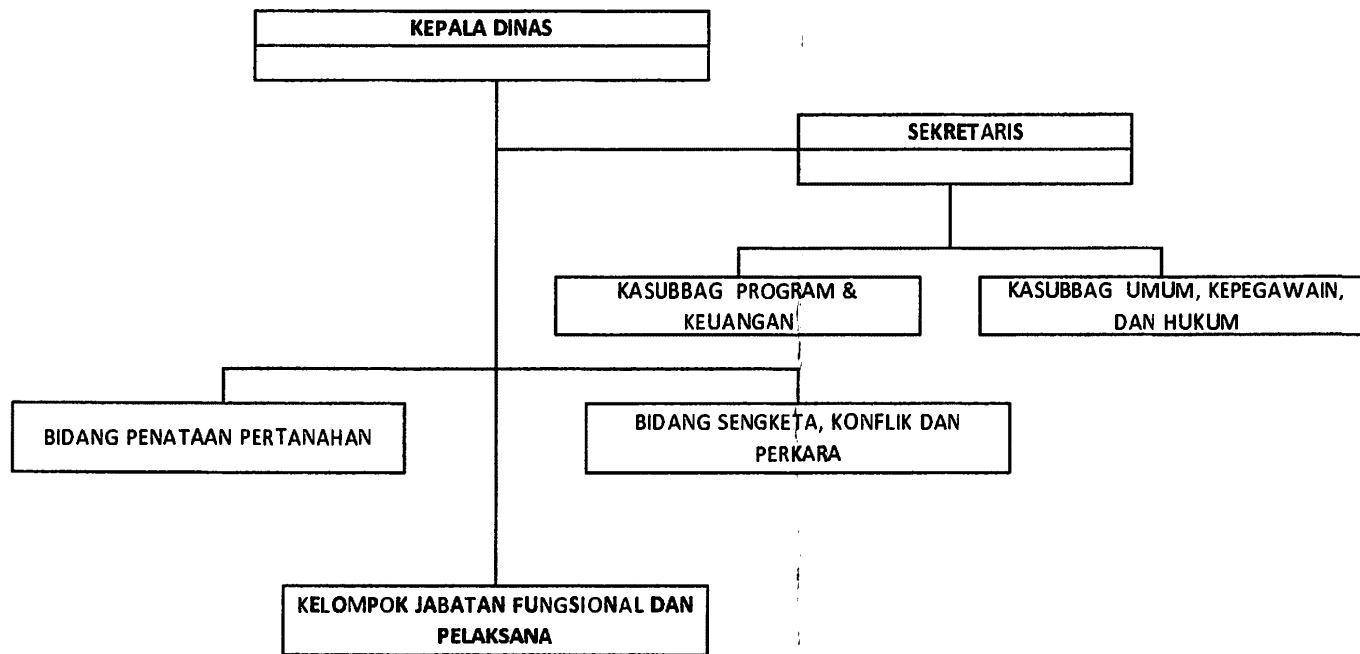 KEPALA DINAS
SEKRETARIS
KASUBBAG PROGRAM &
KEUANGAN
KASUBBAG UMUM, KEPEGAWAIN,
DAN HUKUM
BIDANG PENATAAN PERTANAHAN
BIDANG SENGKETA, KONFLIK DAN
PERKARA
KELOMPOK JABATAN FUNGSIONAL DAN
PELAKSANA